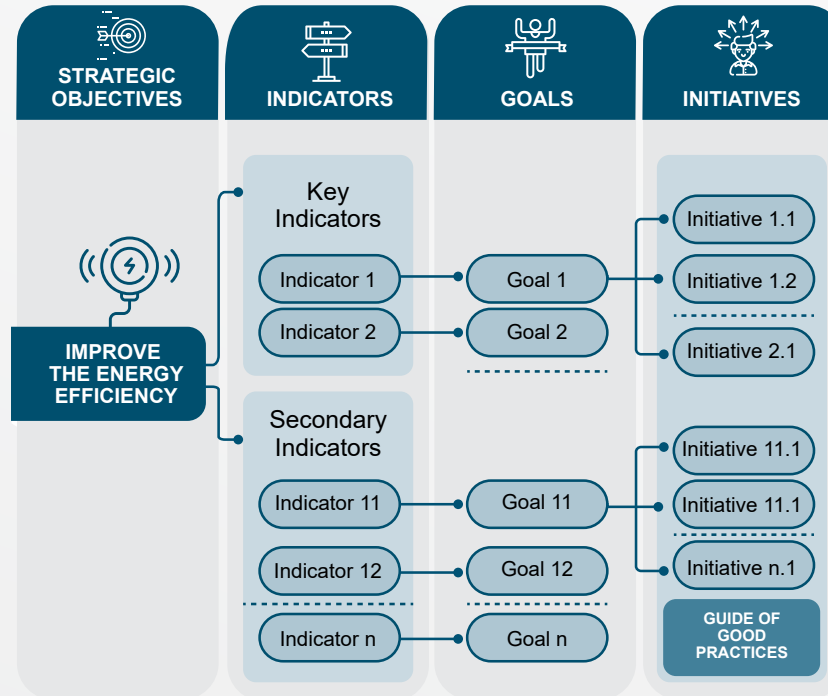 STRATEGIC
OBJECTIVES
INDICATORS
GOALS
INITIATIVES
IMPROVE
THE ENERGY
EFFICIENCY
Key
Indicators
Indicator 1
Indicator 2
Secondary
Indicators
Indicator 11
Indicator 12
Indicator n
Goal 1
Goal 2
Goal 11
Goal 12
Goal n
Initiative 1.1
Initiative 1.2
Initiative 2.1
Initiative 11.1
Initiative 11.1
Initiative n.1
GUIDE OF
GOOD
PRACTICES